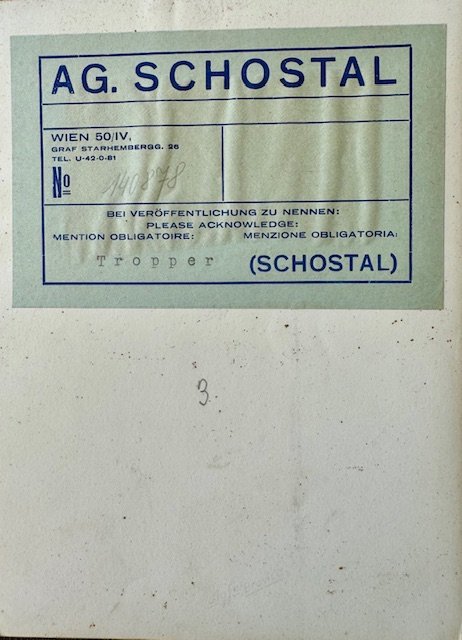 AG. SCHOSTAL
WIEN 50/IV,
GRAF STARHEMBERGG. 26
TEL. U-42-0-81
No 140878
BEI VERÖFFENTLICHUNG ZU NENNEN:
PLEASE ACKNOWLEDGE:
MENTION OBLIGATOIRE: MENZIONE OBLIGATORIA:
Tropper (SCHOSTAL)
3